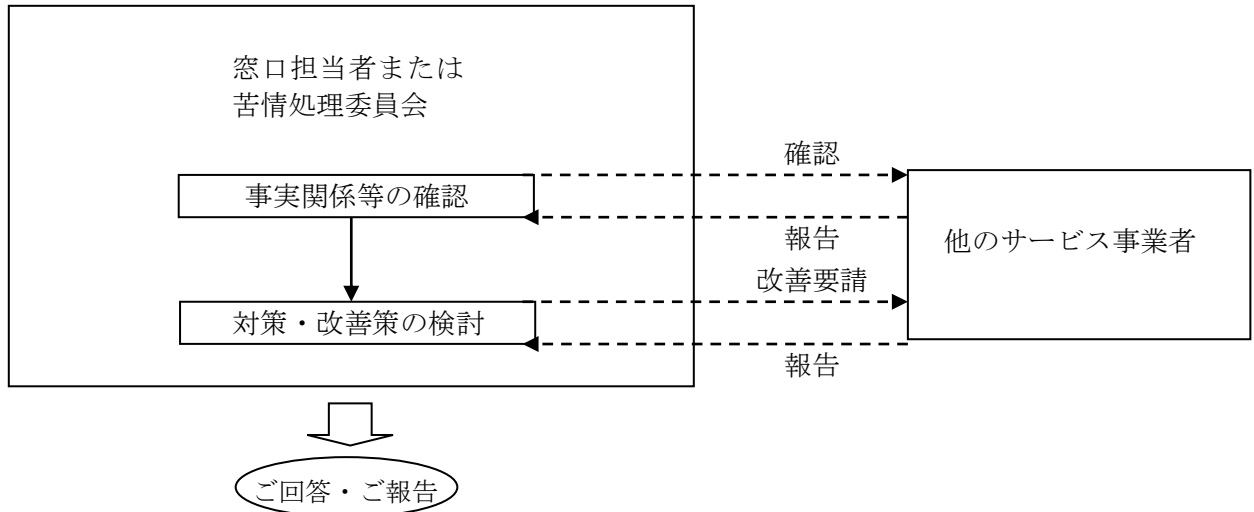 窓口担当者または
苦情処理委員会
確認
事実関係等の確認
報告
他のサービス事業者
改善要請
対策・改善策の検討
報告
ご回答・ご報告